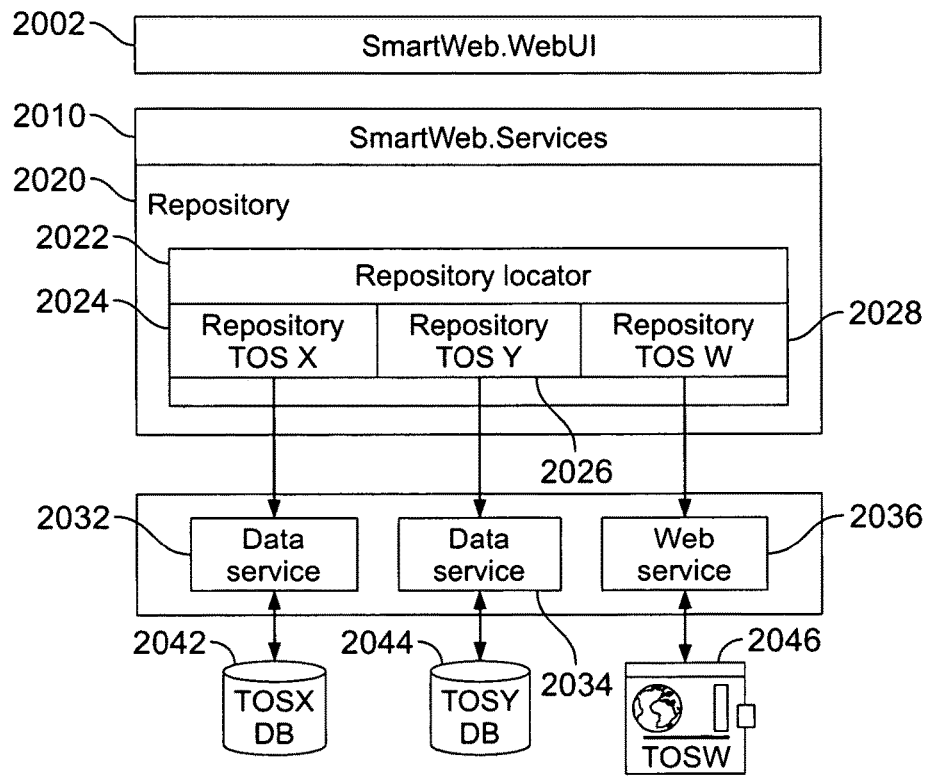 2002
SmartWeb.WebUI
2010
SmartWeb.Services
2020
Repository
2022
Repository locator
2024
Repository
TOS X
Repository
TOS Y
Repository
TOS W
2028
2026
2032
Data
service
Data
service
Web
service
2036
2042
2044
2034
2046
TOSX
DB
TOSY
DB
TOSW